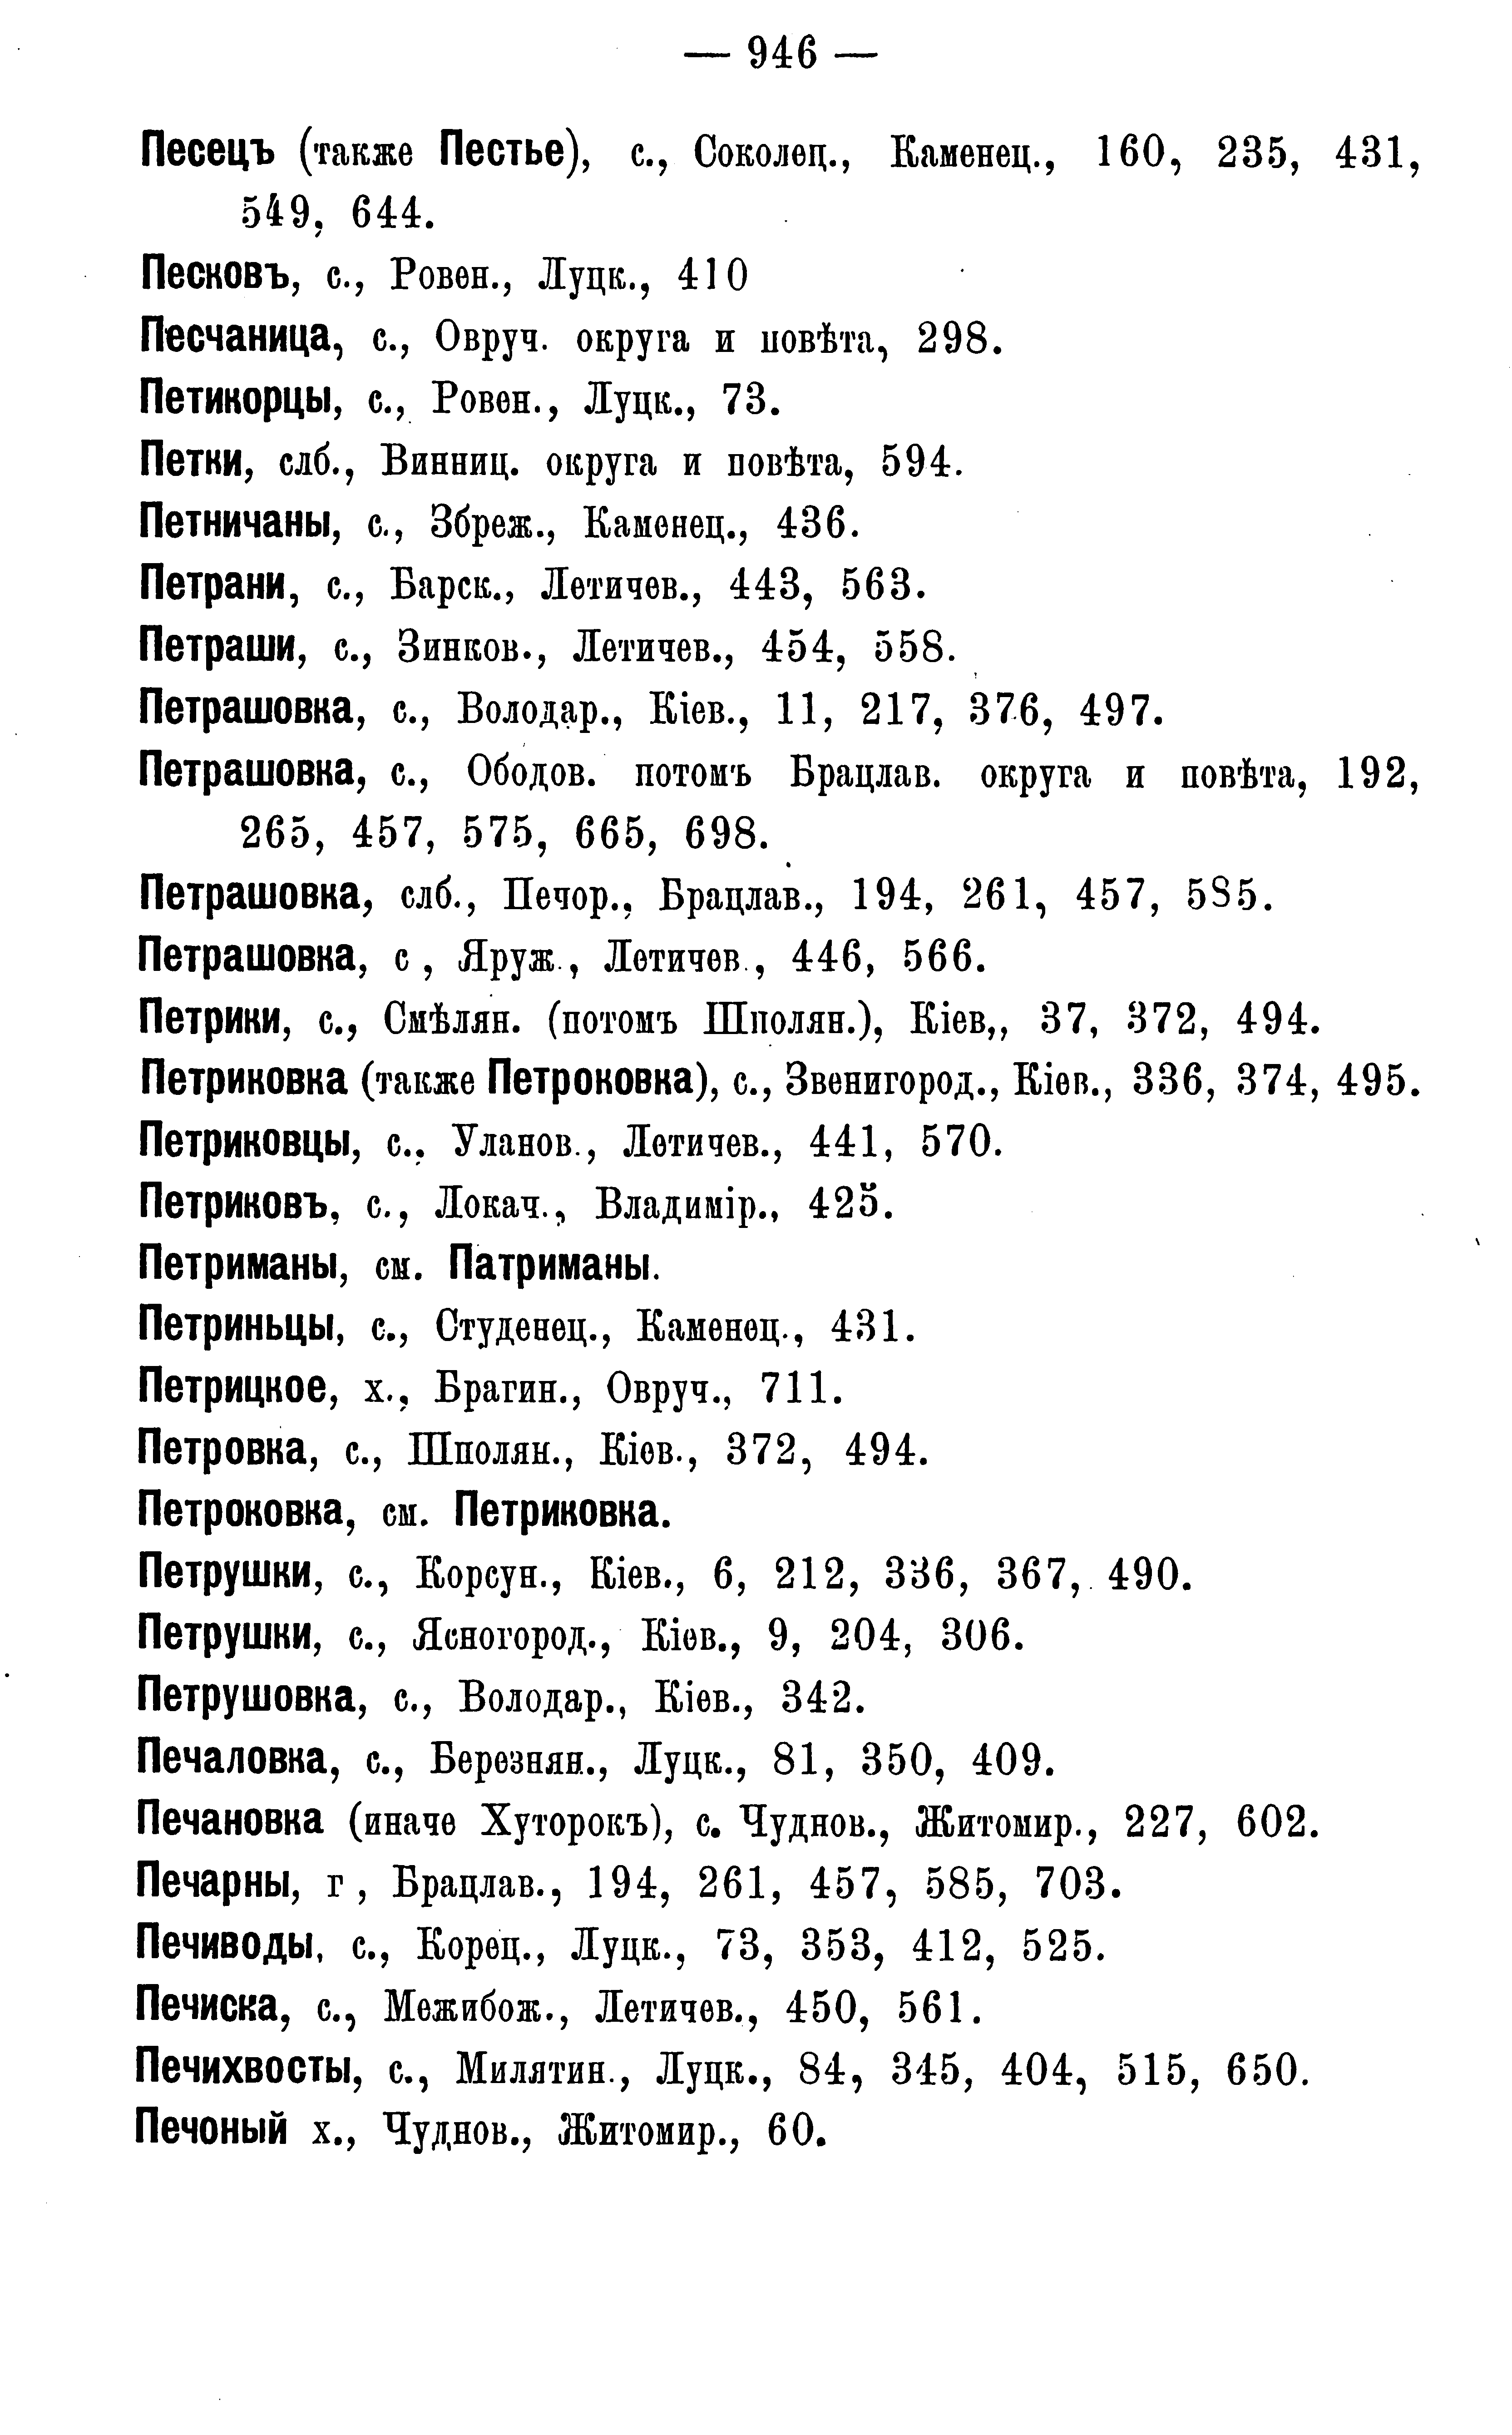 — 946 —
Песецъ (также Пестье), с., Соколец., Каменец., 160, 235, 431,
549, 644.
Песковъ, с., Ровен., Луцк., 410
Песчаница, с., Овруч. округа и повѣта, 298.
Петикорцы, с., Ровен., Луцк., 73.
Петки, слб., Винниц. округа и повѣта, 594.
Петничаны, с., Збреж., Каменец., 436.
Петрани, с., Барск., Летичев., 443, 563.
Петраши, с., Зинков., Летичев., 454, 558.
Петрашовка, с., Володар., Кіев., 11, 217, 376, 497.
Петрашовка, с., Ободов. потомъ Брацлав. округа и повѣта, 192,
265, 457, 575, 665, 698.
Петрашовка, слб., Печор., Брацлав., 194, 261, 457, 585.
Петрашовка, с , Яруж., Летичев., 446, 566.
Петрики, с., Смѣлян. (потомъ Шполян.), Кіев,, 37, 372, 494.
Петриковка (также Петроковка), с., Звенигород., Кіев., 336, 374, 495.
Петриковцы, с., Уланов., Летичев., 441, 570.
Петриковъ, с., Локач., Владимір., 425.
Петриманы, см. Патриманы.
Петриньцы, с., Студенец., Каменец., 431.
Петрицкое, х., Брагин., Овруч., 711.
Петровка, с., Шполян., Кіев., 372, 494.
Петроковка, см. Петриковка.
Петрушки, с., Корсун., Кіев., 6, 212, 336, 367, 490.
Петрушки, с., Ясногород., Кіев., 9, 204, 306.
Петрушовка, с., Володар., Кіев., 342.
Печаловка, с., Березнян., Луцк., 81, 350, 409.
Печановка (иначе Хуторокъ), с. Чуднов., Житомир., 227, 602.
Печарны, г , Брацлав., 194, 261, 457, 585, 703.
Печиводы, с., Корец., Луцк., 73, 353, 412, 525.
Печиска, с., Межибож., Летичев., 450, 561.
Печихвосты, с., Милятин., Луцк., 84, 345, 404, 515, 650.
Печоный х., Чуднов., Житомир., 60.